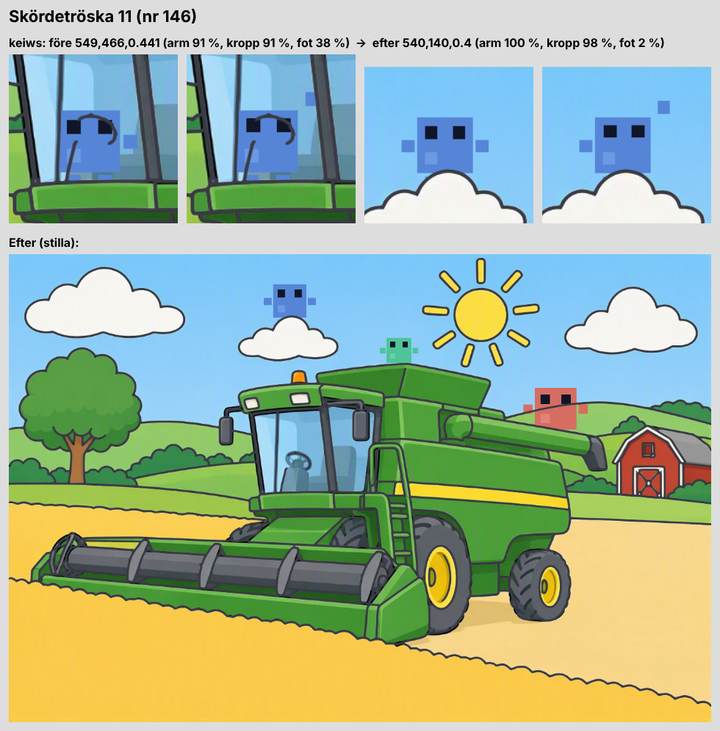 Skördetröska 11 (nr 146)
keiws: före 549,466,0.441 (arm 91 %, kropp 91 %, fot 38 %) → efter 540,140,0.4 (arm 100 %, kropp 98 %, fot 2 %)
Efter (stilla):